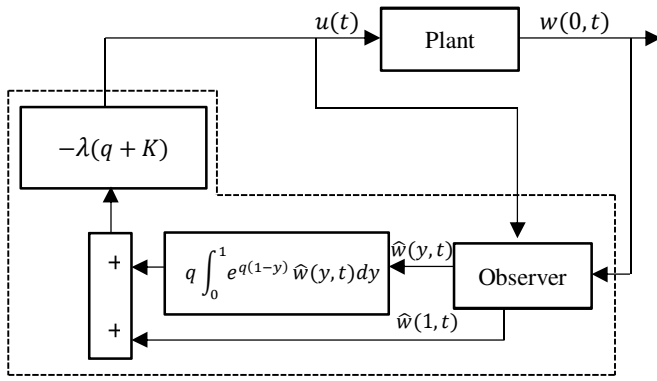 u(t)
Plant
w(0, t)
−λ(q + K)
+
q ∫₀¹ e^{q(1−y)} ŵ(y, t)dy
ŵ(y, t)
Observer
+
ŵ(1, t)